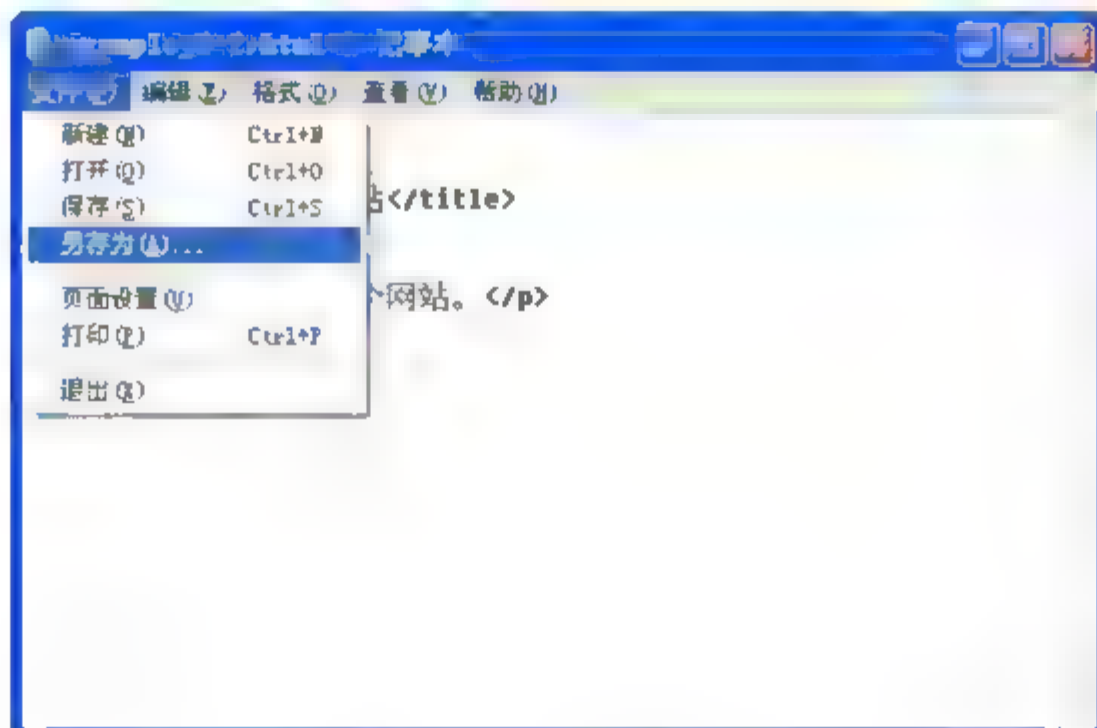 编辑(E) 格式(O) 查看(V) 帮助(H)
新建(N) Ctrl+N
打开(O) Ctrl+O
保存(S) Ctrl+S
另存为(A)...
页面设置(U)
打印(P) Ctrl+P
退出(X)
站</title>
个网站。</p>